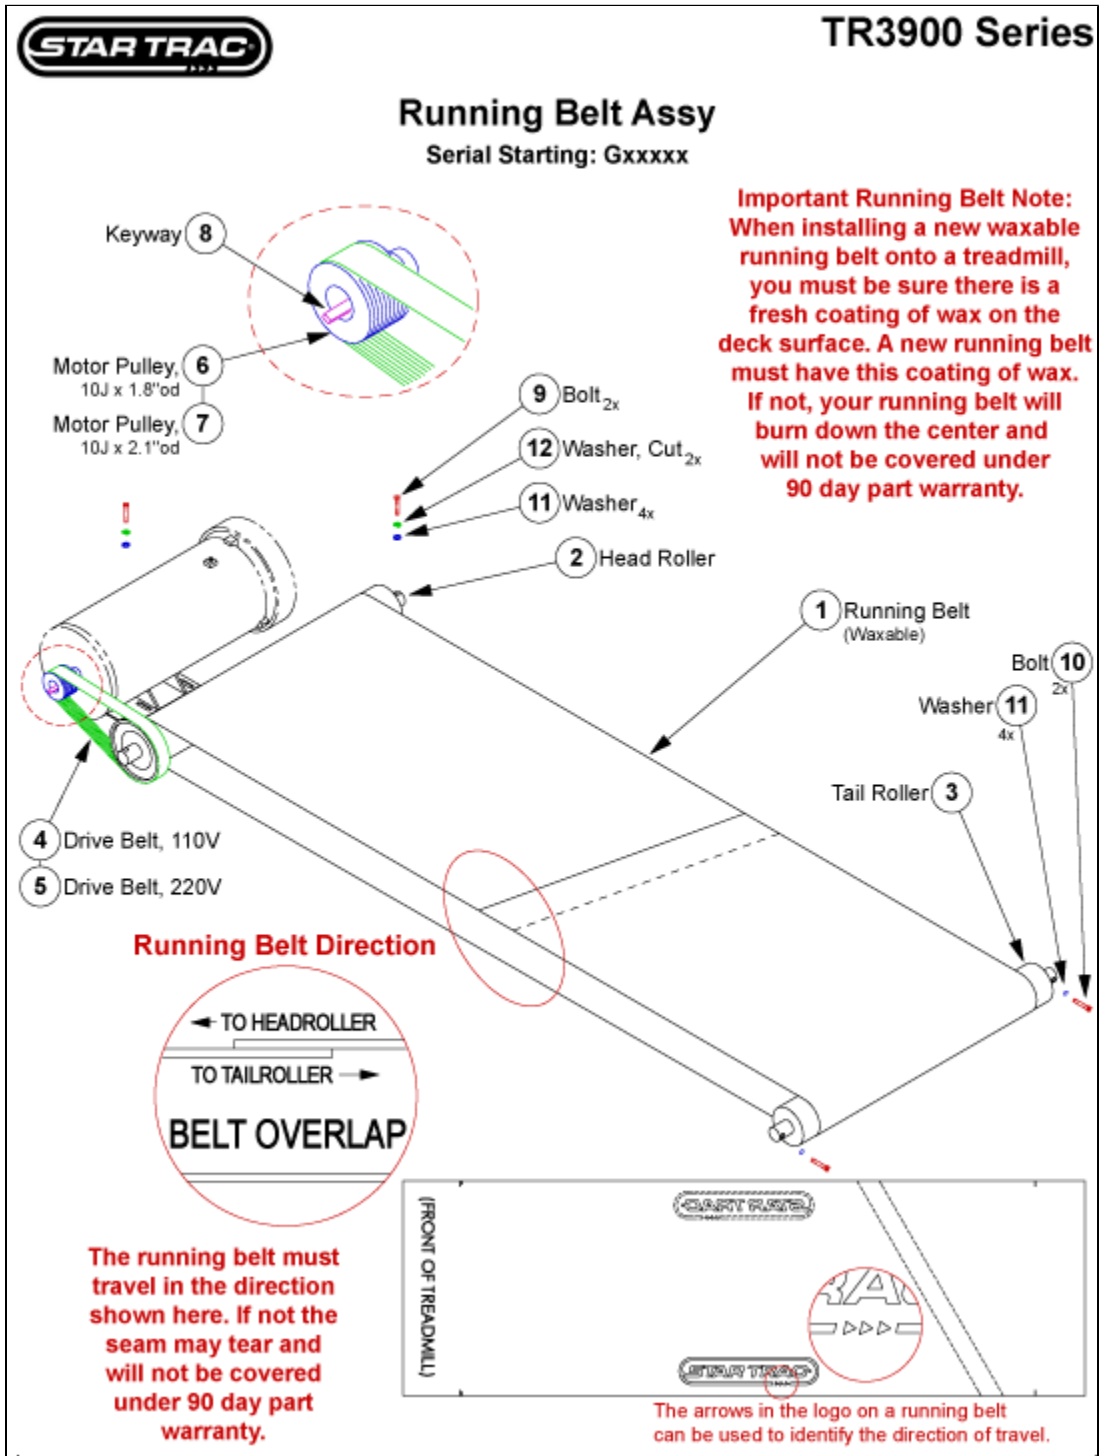 STAR TRAC
TR3900 Series
Running Belt Assy
Serial Starting: Gxxxxx
Important Running Belt Note:
When installing a new waxable
running belt onto a treadmill,
you must be sure there is a
fresh coating of wax on the
deck surface. A new running belt
must have this coating of wax.
If not, your running belt will
burn down the center and
will not be covered under
90 day part warranty.
Keyway 8
Motor Pulley, 6
10J x 1.8"od
Motor Pulley, 7
10J x 2.1"od
9 Bolt 2x
12 Washer, Cut 2x
11 Washer 4x
2 Head Roller
1 Running Belt
(Waxable)
Bolt 10
2x
Washer 11
4x
Tail Roller 3
4 Drive Belt, 110V
5 Drive Belt, 220V
Running Belt Direction
TO HEADROLLER
TO TAILROLLER
BELT OVERLAP
The running belt must
travel in the direction
shown here. If not the
seam may tear and
will not be covered
under 90 day part
warranty.
(FRONT OF TREADMILL)
STAR TRAC
RAC
STAR TRAC
The arrows in the logo on a running belt
can be used to identify the direction of travel.